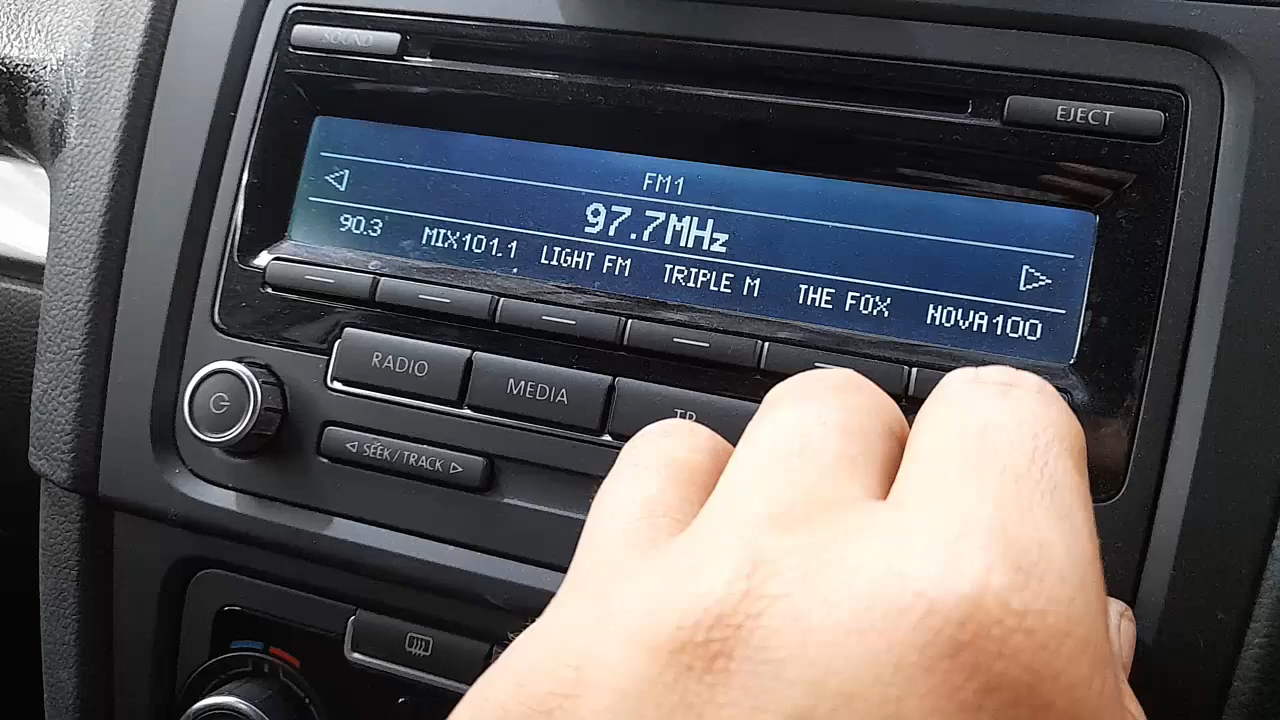 SOUND
EJECT
FM1
97.7MHz
90.3 MIX101.1 LIGHT FM TRIPLE M THE FOX NOVA100
RADIO MEDIA
SEEK / TRACK